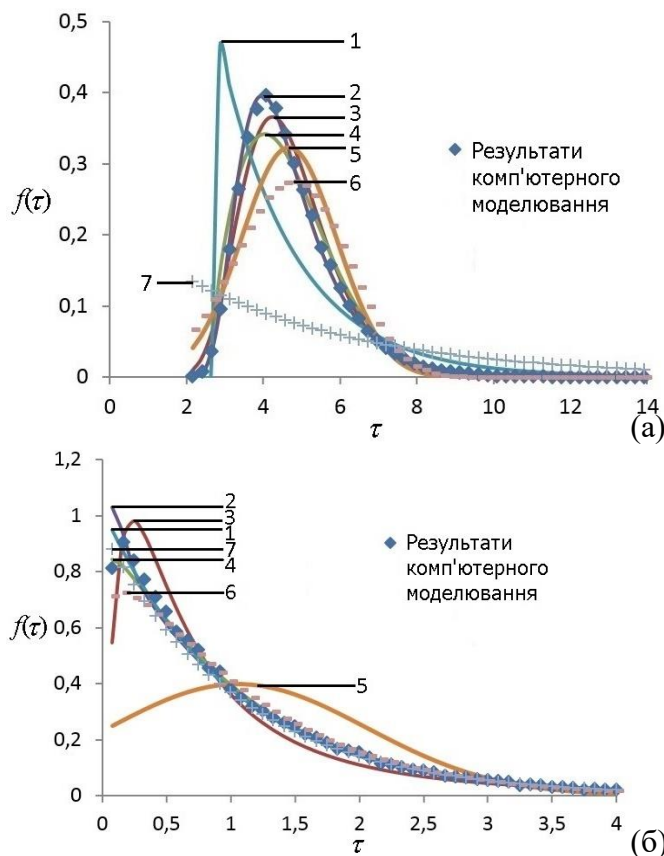 0,5
0,4
0,3
0,2
0,1
0
f(τ)
1
2
3
4
5
6
7
Результати
комп'ютерного
моделювання
0 2 4 6 8 10 12 14
τ
(а)
1,2
1
0,8
0,6
0,4
0,2
0
f(τ)
2
3
1
7
4
6
5
Результати
комп'ютерного
моделювання
0 0,5 1 1,5 2 2,5 3 3,5 4
τ
(б)